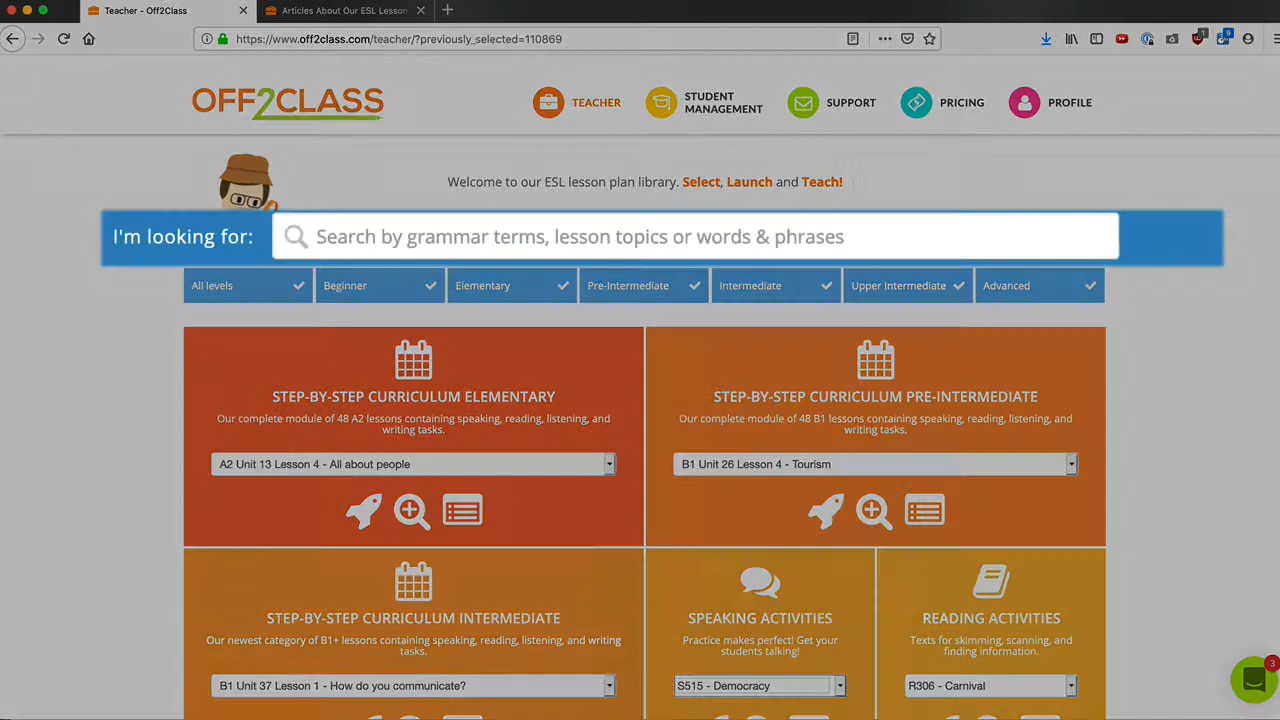 Teacher - Off2Class
Articles About Our ESL Lesson
https://www.off2class.com/teacher/?previously_selected=110869
1
9
OFF2CLASS
TEACHER
STUDENT
MANAGEMENT
SUPPORT
PRICING
PROFILE
Welcome to our ESL lesson plan library. Select, Launch and Teach!
I'm looking for:
Search by grammar terms, lesson topics or words & phrases
All levels
Beginner
Elementary
Pre-Intermediate
Intermediate
Upper Intermediate
Advanced
STEP-BY-STEP CURRICULUM ELEMENTARY
Our complete module of 48 A2 lessons containing speaking, reading, listening, and
writing tasks.
A2 Unit 13 Lesson 4 - All about people
STEP-BY-STEP CURRICULUM PRE-INTERMEDIATE
Our complete module of 48 B1 lessons containing speaking, reading, listening, and
writing tasks.
B1 Unit 26 Lesson 4 - Tourism
STEP-BY-STEP CURRICULUM INTERMEDIATE
Our newest category of B1+ lessons containing speaking, reading, listening, and writing
tasks.
B1 Unit 37 Lesson 1 - How do you communicate?
SPEAKING ACTIVITIES
Practice makes perfect! Get your
students talking!
S515 - Democracy
READING ACTIVITIES
Texts for skimming, scanning, and
finding information.
R306 - Carnival
3